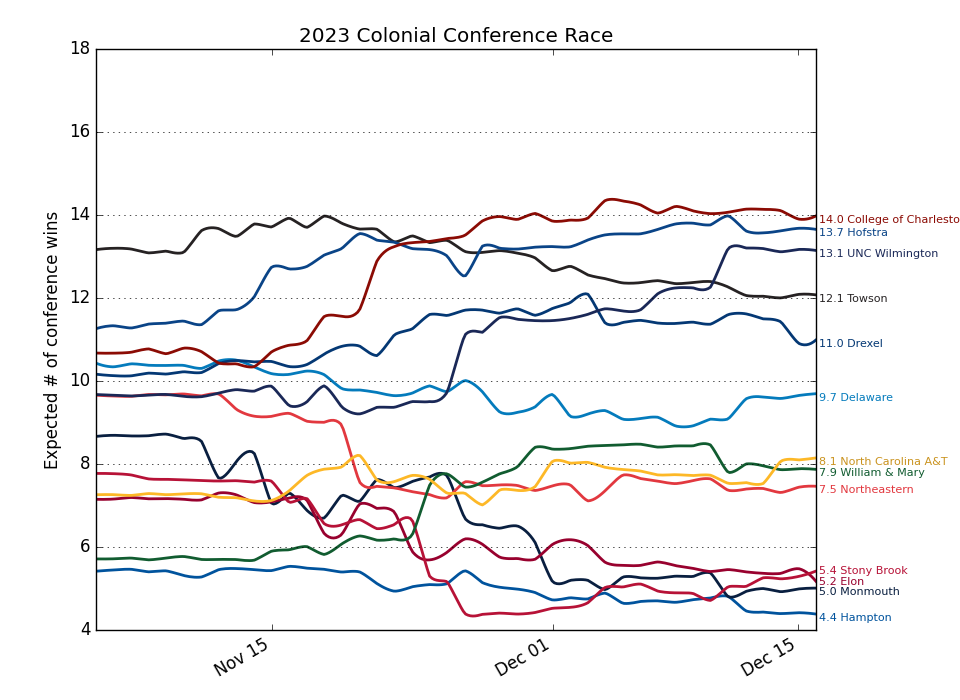 2023 Colonial Conference Race
Expected # of conference wins
18
16
14
12
10
8
6
4
Nov 15
Dec 01
Dec 15
14.0 College of Charlesto
13.7 Hofstra
13.1 UNC Wilmington
12.1 Towson
11.0 Drexel
9.7 Delaware
8.1 North Carolina A&T
7.9 William & Mary
7.5 Northeastern
5.4 Stony Brook
5.2 Elon
5.0 Monmouth
4.4 Hampton